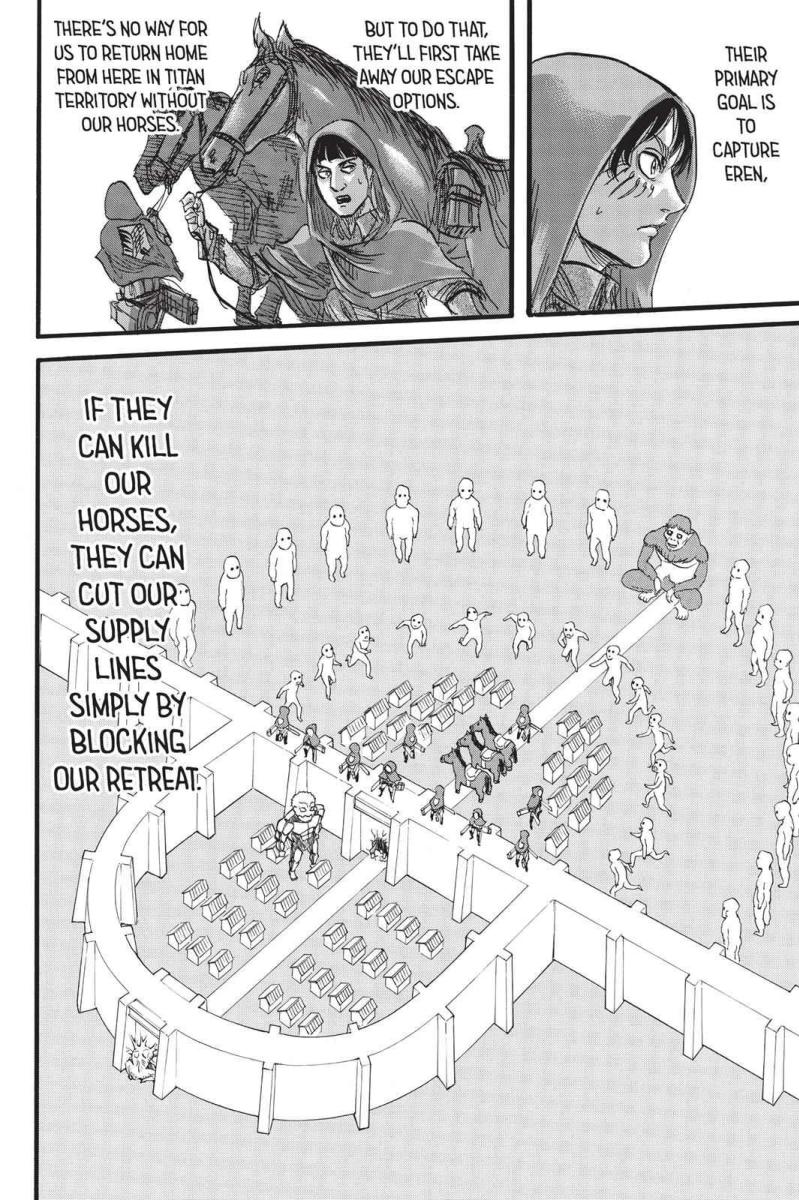 THEIR
PRIMARY
GOAL IS
TO
CAPTURE
EREN,
BUT TO DO THAT,
THEY'LL FIRST TAKE
AWAY OUR ESCAPE
OPTIONS.
THERE'S NO WAY FOR
US TO RETURN HOME
FROM HERE IN TITAN
TERRITORY WITHOUT
OUR HORSES.
IF THEY
CAN KILL
OUR
HORSES,
THEY CAN
CUT OUR
SUPPLY
LINES
SIMPLY BY
BLOCKING
OUR RETREAT.